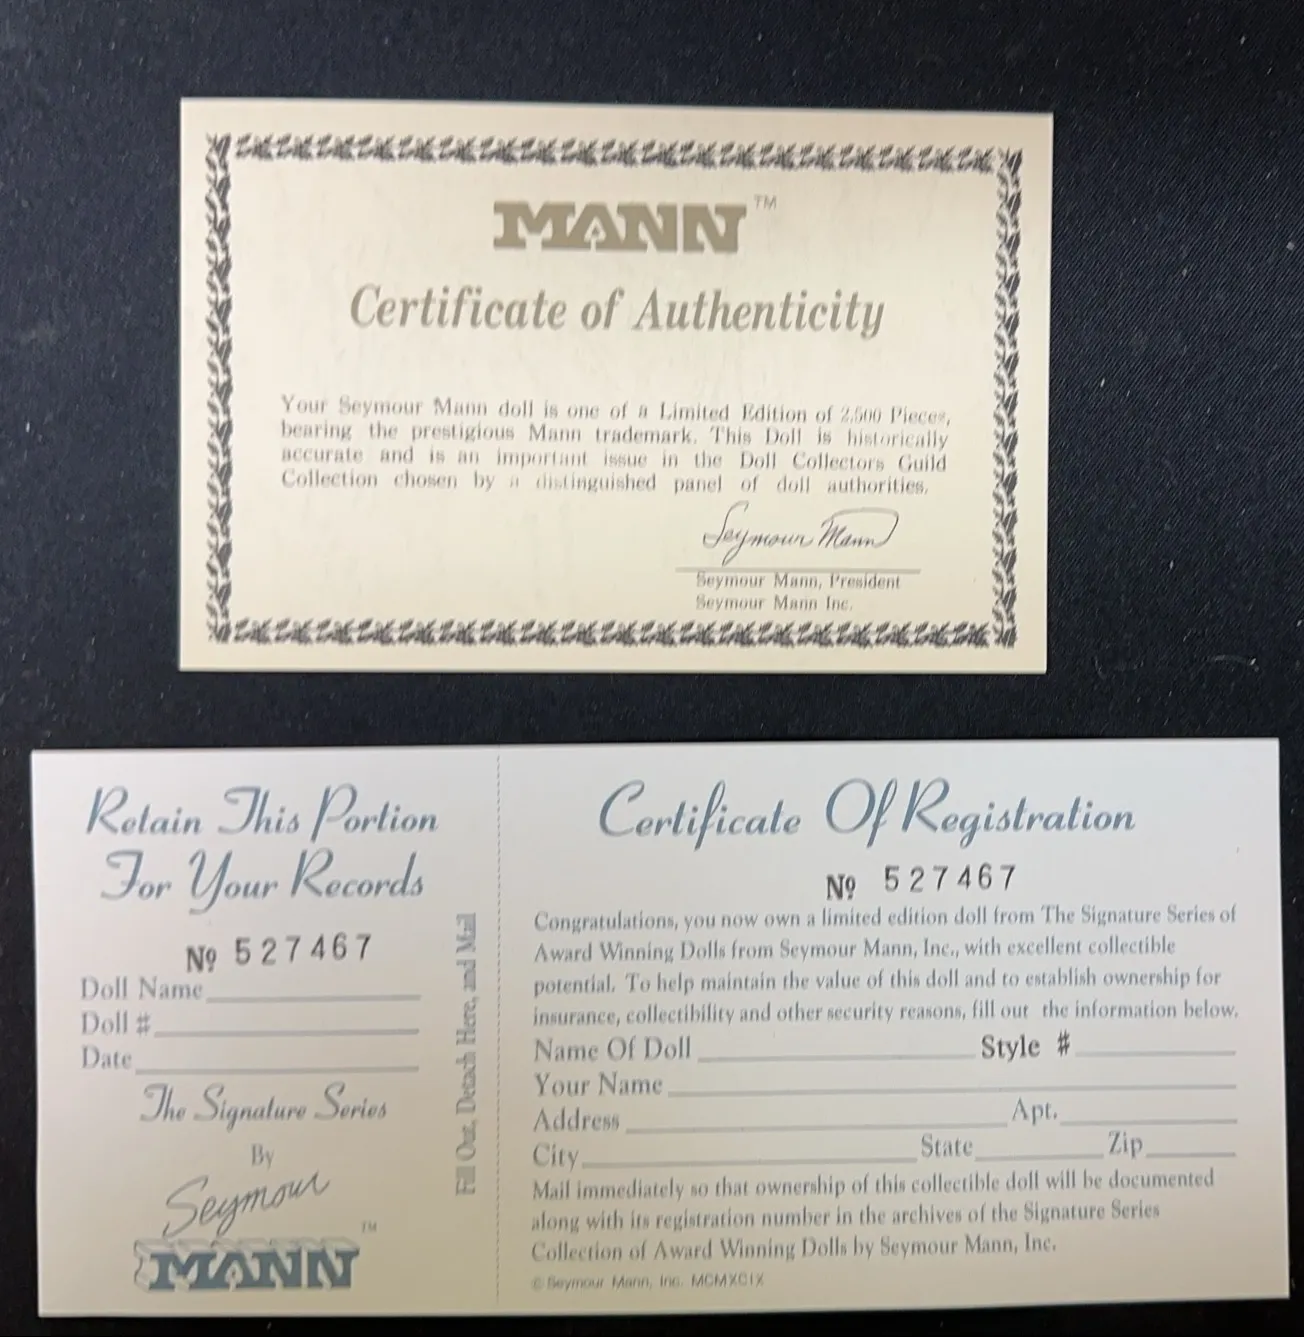 MANN™
Certificate of Authenticity
Your Seymour Mann doll is one of a Limited Edition of 2,500 Pieces,
bearing the prestigious Mann trademark. This Doll is historically
accurate and is an important issue in the Doll Collectors Guild
Collection chosen by a distinguished panel of doll authorities.
Seymour Mann
Seymour Mann, President
Seymour Mann Inc.
Retain This Portion
For Your Records
Nº 527467
Doll Name
Doll #
Date
The Signature Series
By
Seymour
MANN™
Fill Out, Detach Here, and Mail
Certificate Of Registration
Nº 527467
Congratulations, you now own a limited edition doll from The Signature Series of
Award Winning Dolls from Seymour Mann, Inc., with excellent collectible
potential. To help maintain the value of this doll and to establish ownership for
insurance, collectibility and other security reasons, fill out the information below.
Name Of Doll Style #
Your Name
Address Apt.
City State Zip
Mail immediately so that ownership of this collectible doll will be documented
along with its registration number in the archives of the Signature Series
Collection of Award Winning Dolls by Seymour Mann, Inc.
© Seymour Mann, Inc. MCMXCIX